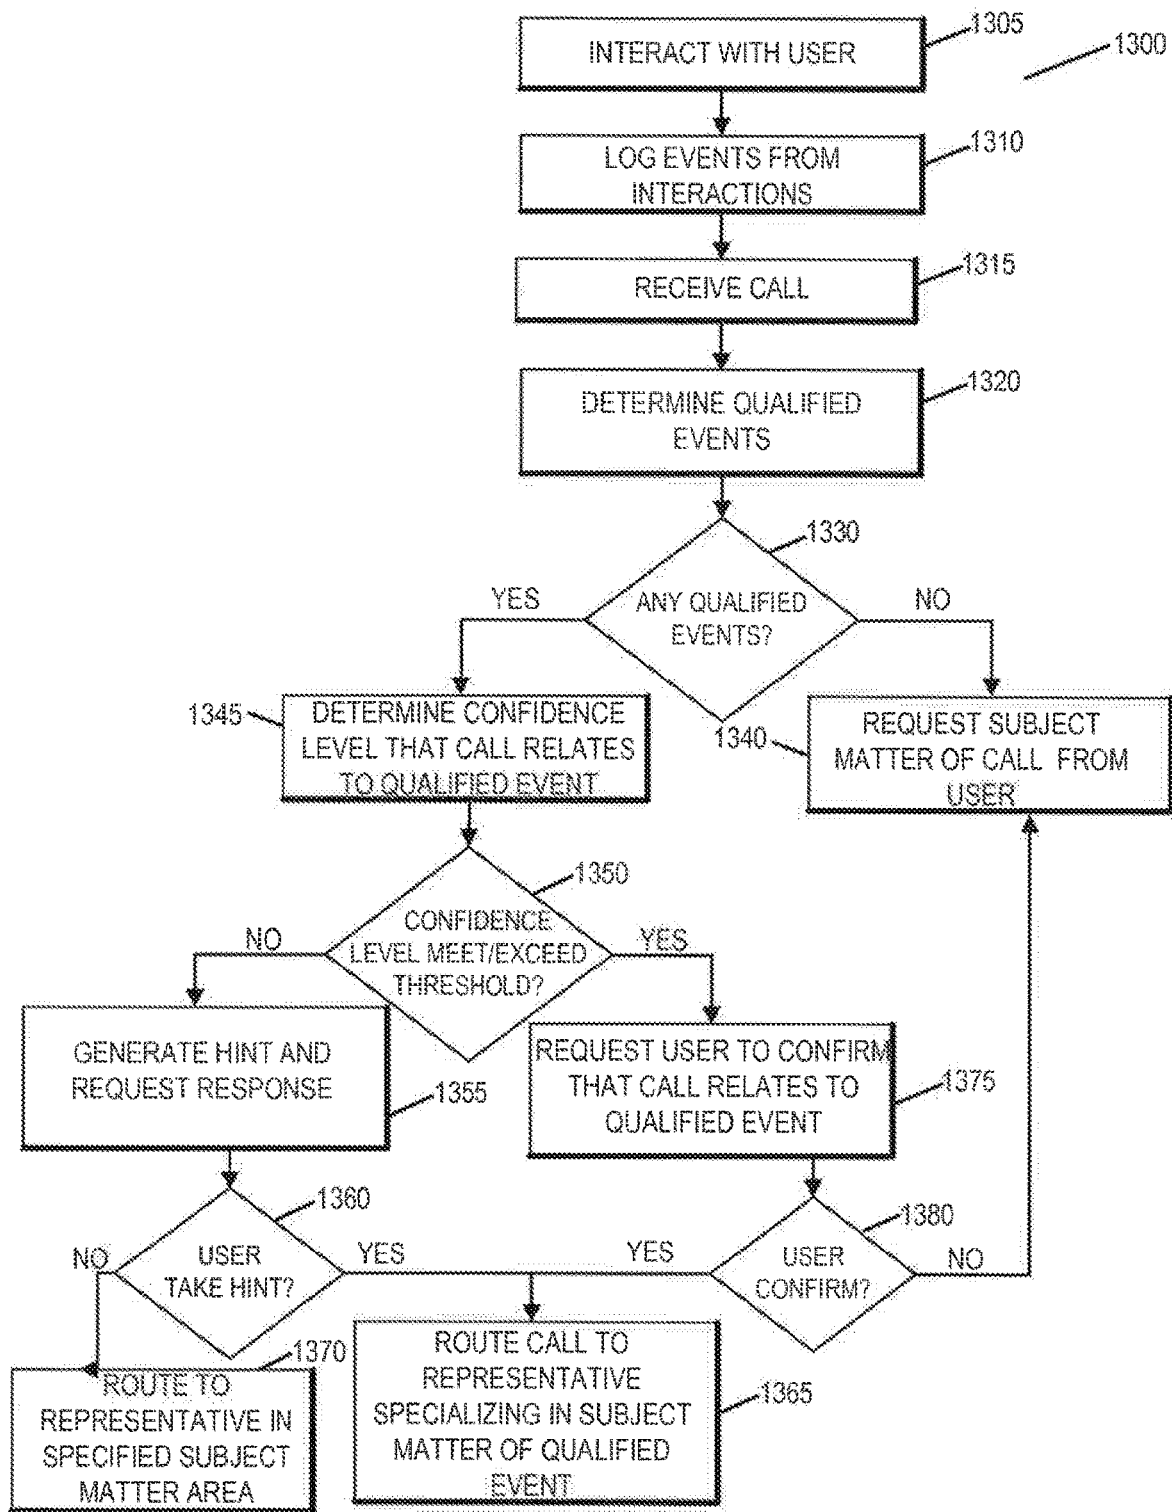 1305
1300
INTERACT WITH USER
1310
LOG EVENTS FROM
INTERACTIONS
1315
RECEIVE CALL
1320
DETERMINE QUALIFIED
EVENTS
1330
YES
NO
ANY QUALIFIED
EVENTS?
1345
DETERMINE CONFIDENCE
LEVEL THAT CALL RELATES
TO QUALIFIED EVENT
1340
REQUEST SUBJECT
MATTER OF CALL FROM
USER
1350
NO
CONFIDENCE
LEVEL MEET/EXCEED
THRESHOLD?
YES
GENERATE HINT AND
REQUEST RESPONSE
1355
REQUEST USER TO CONFIRM
THAT CALL RELATES TO
QUALIFIED EVENT
1375
1360
1380
NO
USER
TAKE HINT?
YES
YES
USER
CONFIRM?
NO
1370
ROUTE TO
REPRESENTATIVE IN
SPECIFIED SUBJECT
MATTER AREA
ROUTE CALL TO
REPRESENTATIVE
SPECIALIZING IN SUBJECT
MATTER OF QUALIFIED
EVENT
1365